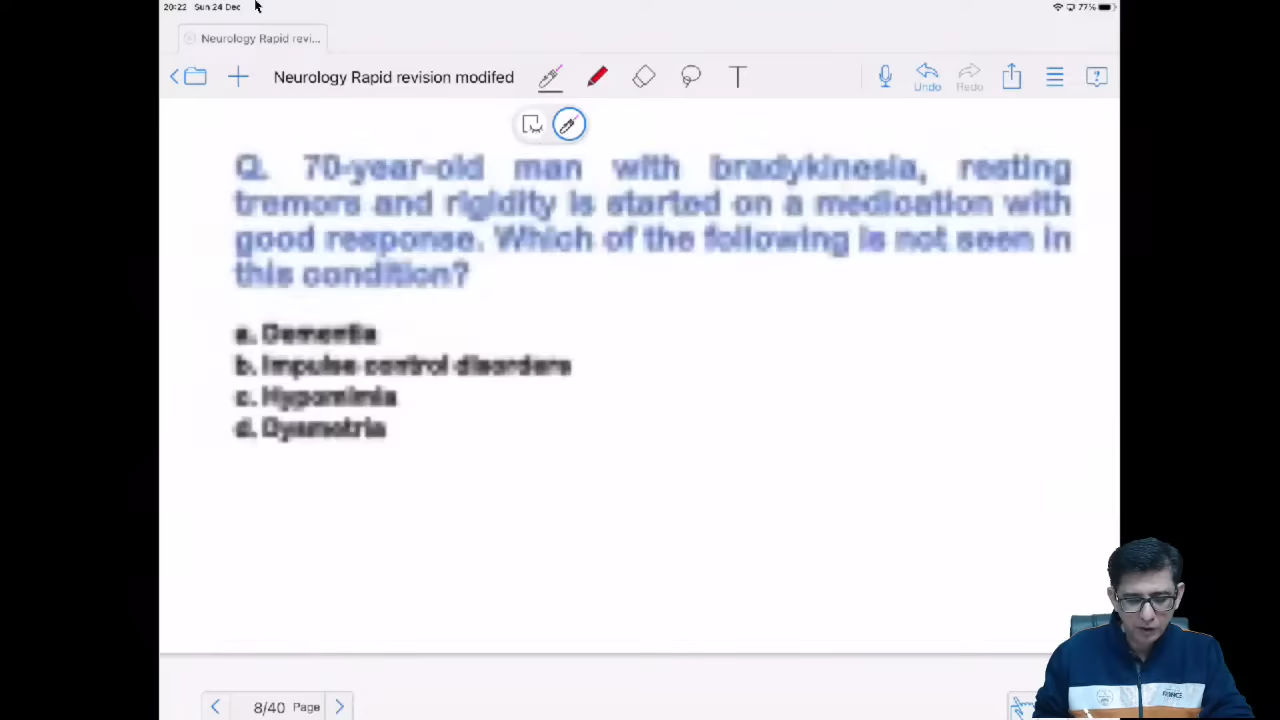 20:22 Sun 24 Dec 77%
Neurology Rapid revi...
Neurology Rapid revision modifed
Undo Redo
Q. 70-year-old man with bradykinesia, resting
tremors and rigidity is started on a medication with
good response. Which of the following is not seen in
this condition?
a. Dementia
b. Impulse control disorders
c. Hypomimia
d. Dysmetria
FRANCE
8/40 Page